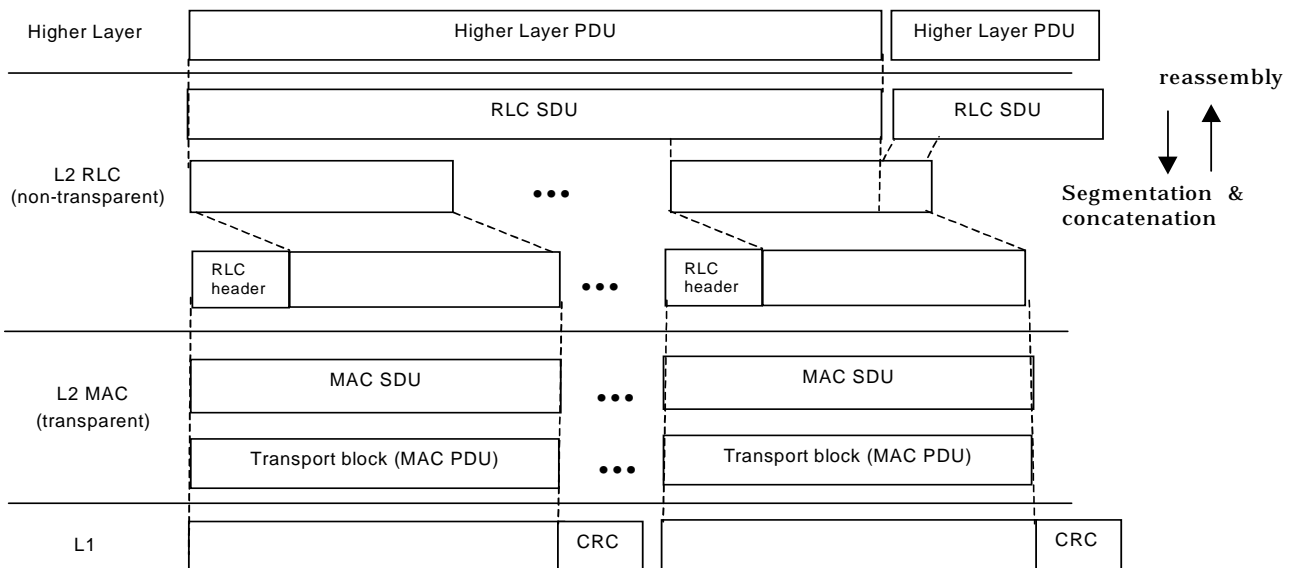 Higher Layer
Higher Layer PDU
Higher Layer PDU
reassembly
RLC SDU
RLC SDU
L2 RLC
(non-transparent)
Segmentation &
concatenation
RLC
header
RLC
header
L2 MAC
(transparent)
MAC SDU
MAC SDU
Transport block (MAC PDU)
Transport block (MAC PDU)
L1
CRC
CRC